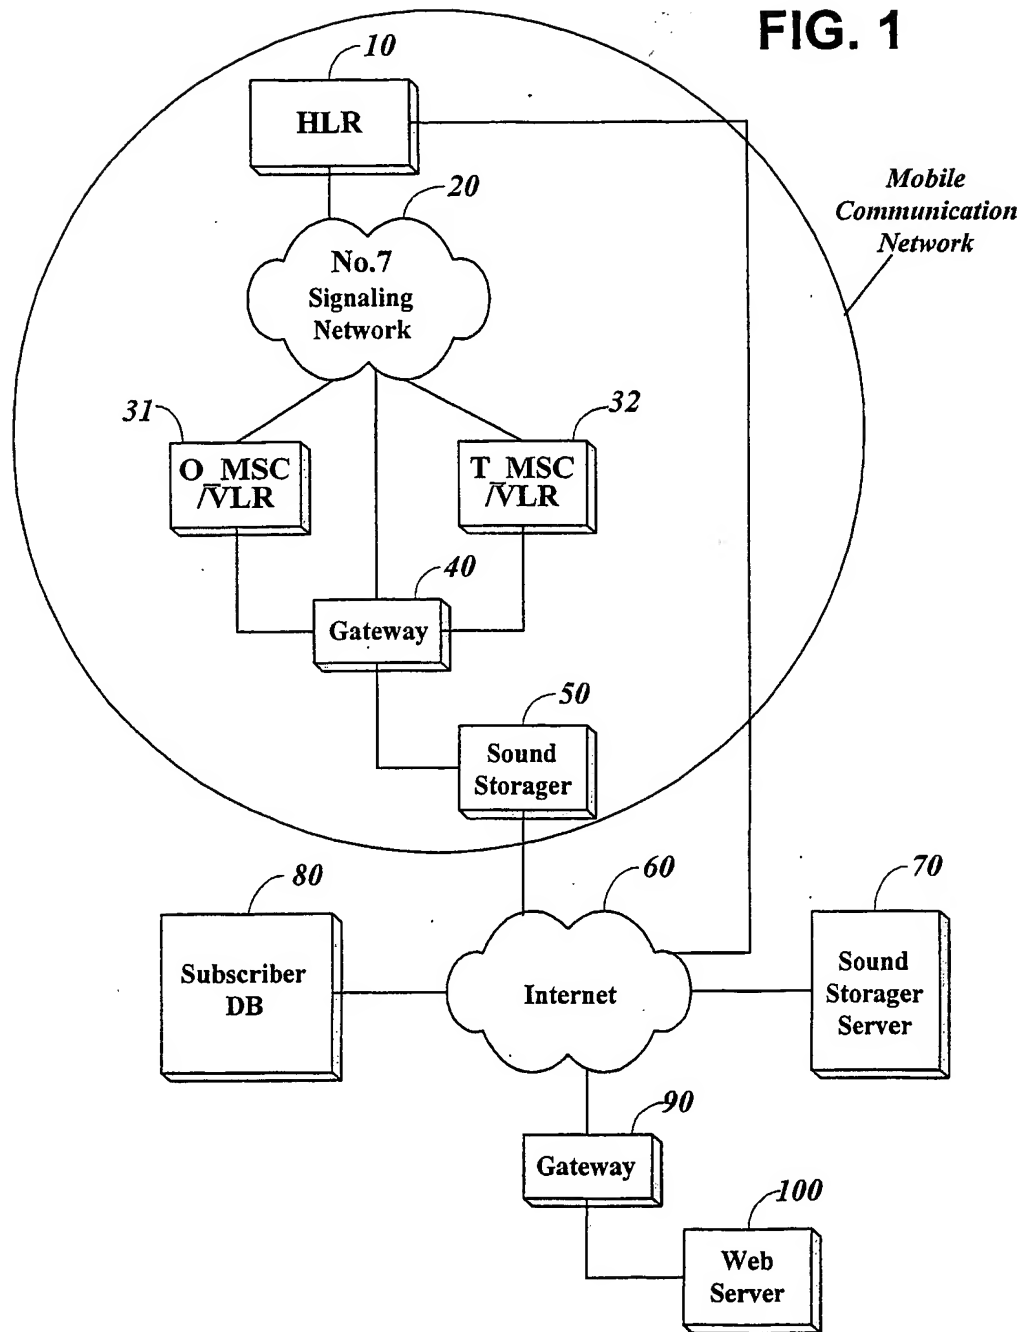 FIG. 1
10
HLR
Mobile
Communication
Network
20
No.7
Signaling
Network
31
O_MSC
/VLR
32
T_MSC
/VLR
40
Gateway
50
Sound
Storager
80
Subscriber
DB
60
Internet
70
Sound
Storager
Server
90
Gateway
100
Web
Server